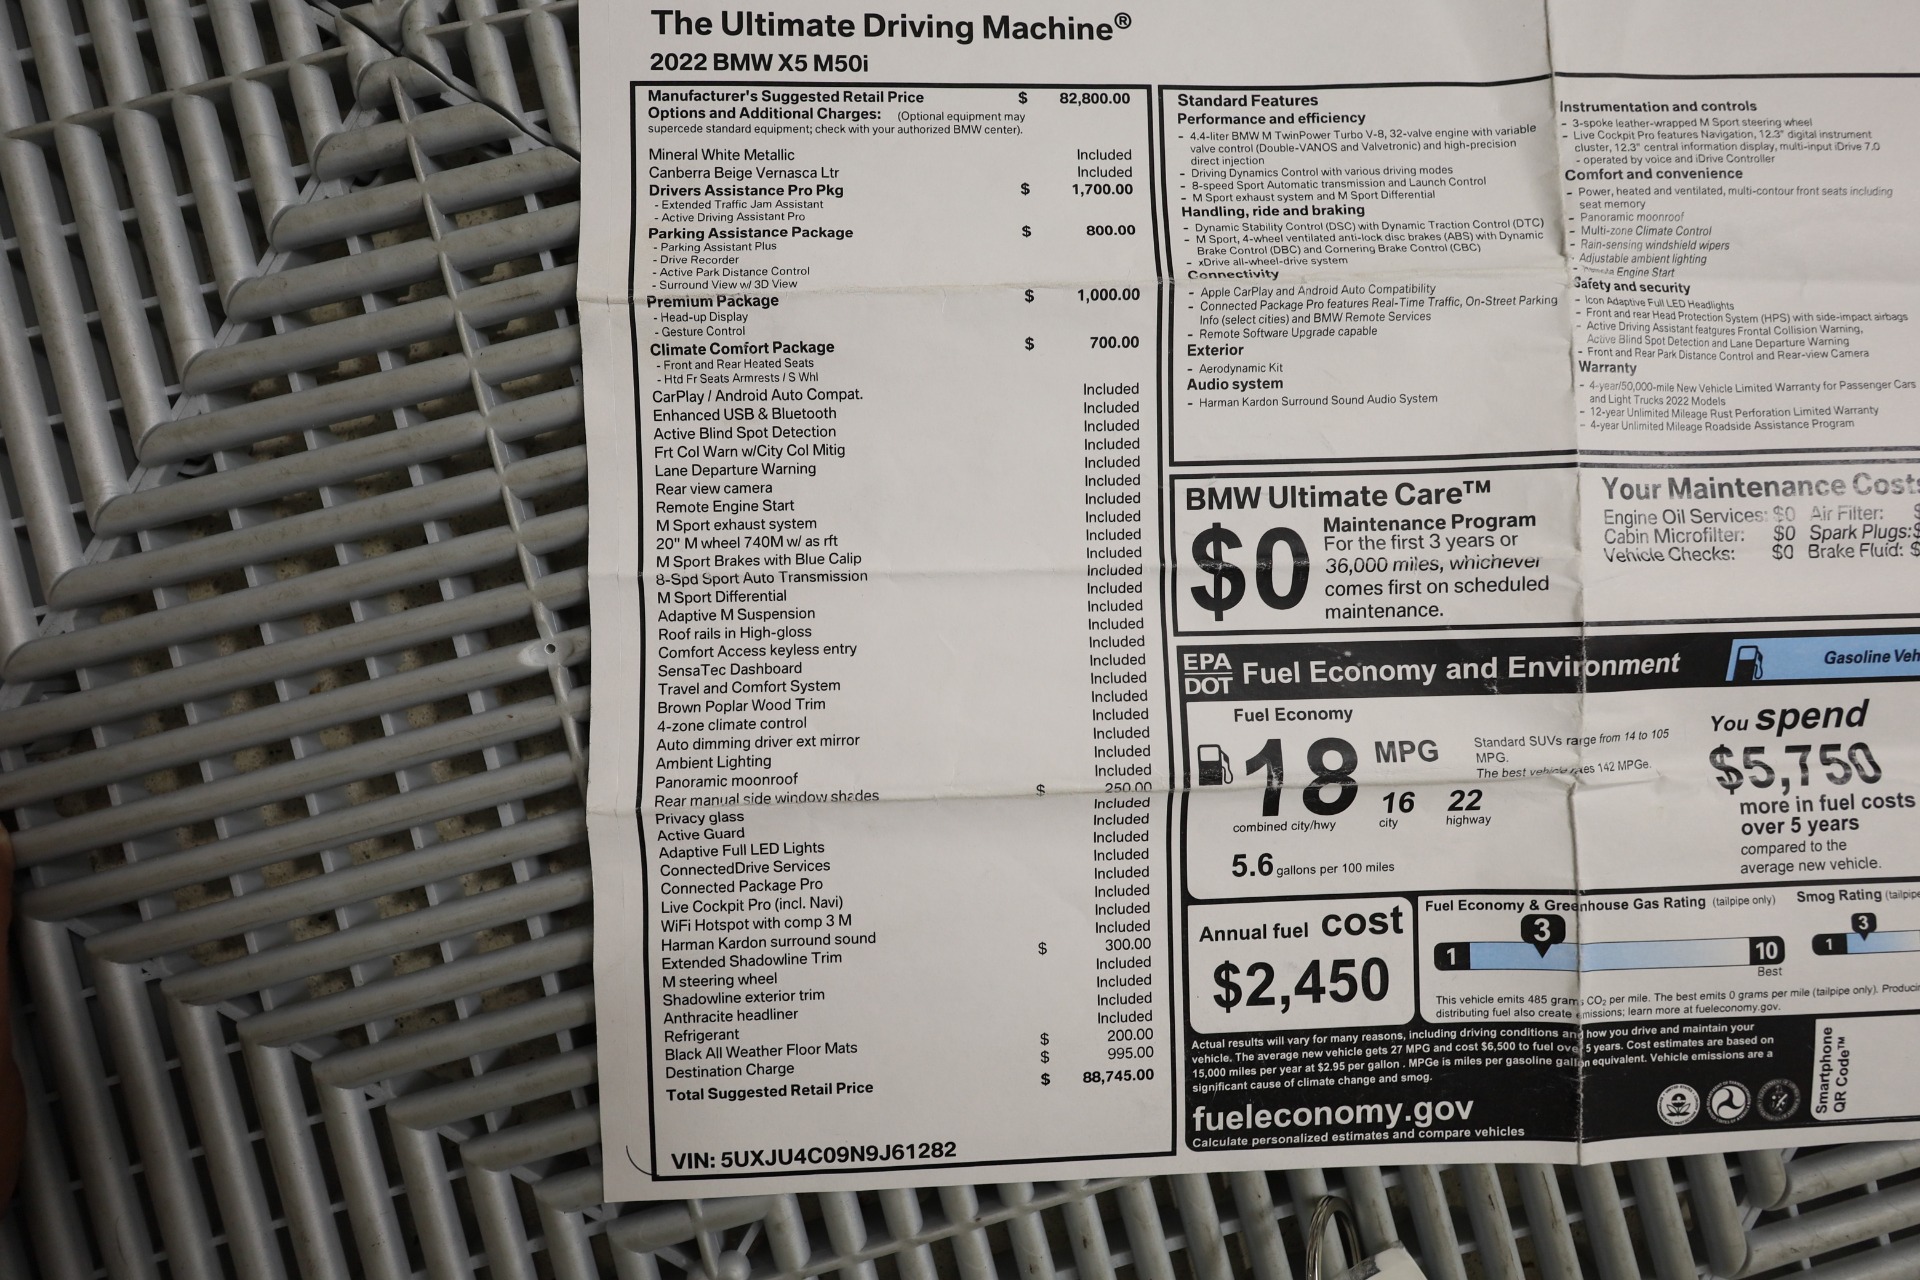 The Ultimate Driving Machine®
2022 BMW X5 M50i
Manufacturer's Suggested Retail Price $ 82,800.00
Options and Additional Charges: (Optional equipment may
supercede standard equipment; check with your authorized BMW center).
Mineral White Metallic Included
Canberra Beige Vernasca Ltr Included
Drivers Assistance Pro Pkg $ 1,700.00
- Extended Traffic Jam Assistant
- Active Driving Assistant Pro
Parking Assistance Package $ 800.00
- Parking Assistant Plus
- Drive Recorder
- Active Park Distance Control
- Surround View w/ 3D View
Premium Package $ 1,000.00
- Head-up Display
- Gesture Control
Climate Comfort Package $ 700.00
- Front and Rear Heated Seats
- Htd Fr Seats Armrests / S Whl
CarPlay / Android Auto Compat. Included
Enhanced USB & Bluetooth Included
Active Blind Spot Detection Included
Frt Col Warn w/City Col Mitig Included
Lane Departure Warning Included
Rear view camera Included
Remote Engine Start Included
M Sport exhaust system Included
20" M wheel 740M w/ as rft Included
M Sport Brakes with Blue Calip Included
8-Spd Sport Auto Transmission Included
M Sport Differential Included
Adaptive M Suspension Included
Roof rails in High-gloss Included
Comfort Access keyless entry Included
SensaTec Dashboard Included
Travel and Comfort System Included
Brown Poplar Wood Trim Included
4-zone climate control Included
Auto dimming driver ext mirror Included
Ambient Lighting Included
Panoramic moonroof Included
Rear manual side window shades $ 250.00
Privacy glass Included
Active Guard Included
Adaptive Full LED Lights Included
ConnectedDrive Services Included
Connected Package Pro Included
Live Cockpit Pro (incl. Navi) Included
WiFi Hotspot with comp 3 M Included
Harman Kardon surround sound Included
Extended Shadowline Trim $ 300.00
M steering wheel Included
Shadowline exterior trim Included
Anthracite headliner Included
Refrigerant Included
Black All Weather Floor Mats $ 200.00
Destination Charge $ 995.00
Total Suggested Retail Price $ 88,745.00
VIN: 5UXJU4C09N9J61282
Standard Features
Performance and efficiency
- 4.4-liter BMW M TwinPower Turbo V-8, 32-valve engine with variable
valve control (Double-VANOS and Valvetronic) and high-precision
direct injection
- Driving Dynamics Control with various driving modes
- 8-speed Sport Automatic transmission and Launch Control
- M Sport exhaust system and M Sport Differential
Handling, ride and braking
- Dynamic Stability Control (DSC) with Dynamic Traction Control (DTC)
- M Sport, 4-wheel ventilated anti-lock disc brakes (ABS) with Dynamic
Brake Control (DBC) and Cornering Brake Control (CBC)
- xDrive all-wheel-drive system
Connectivity
- Apple CarPlay and Android Auto Compatibility
- Connected Package Pro features Real-Time Traffic, On-Street Parking
Info (select cities) and BMW Remote Services
- Remote Software Upgrade capable
Exterior
- Aerodynamic Kit
Audio system
- Harman Kardon Surround Sound Audio System
Instrumentation and controls
- 3-spoke leather-wrapped M Sport steering wheel
- Live Cockpit Pro features Navigation, 12.3" digital instrument
cluster, 12.3" central information display, multi-input iDrive 7.0
- operated by voice and iDrive Controller
Comfort and convenience
- Power, heated and ventilated, multi-contour front seats including
seat memory
- Panoramic moonroof
- Multi-zone Climate Control
- Rain-sensing windshield wipers
- Adjustable ambient lighting
- Engine Start
Safety and security
- Icon Adaptive Full LED Headlights
- Front and rear Head Protection System (HPS) with side-impact airbags
- Active Driving Assistant featgures Frontal Collision Warning,
Active Blind Spot Detection and Lane Departure Warning
- Front and Rear Park Distance Control and Rear-view Camera
Warranty
- 4-year/50,000-mile New Vehicle Limited Warranty for Passenger Cars
and Light Trucks 2022 Models
- 12-year Unlimited Mileage Rust Perforation Limited Warranty
- 4-year Unlimited Mileage Roadside Assistance Program
BMW Ultimate Care™
$0
Maintenance Program
For the first 3 years or
36,000 miles, whichever
comes first on scheduled
maintenance.
Your Maintenance Costs
Engine Oil Services: $0 Air Filter: $
Cabin Microfilter: $0 Spark Plugs: $
Vehicle Checks: $0 Brake Fluid: $
EPA
DOT
Fuel Economy and Environment
Gasoline Veh
Fuel Economy
18 MPG
combined city/hwy
16
city
22
highway
5.6 gallons per 100 miles
Standard SUVs range from 14 to 105
MPG.
The best vehicle rates 142 MPGe.
You spend
$5,750
more in fuel costs
over 5 years
compared to the
average new vehicle.
Annual fuel cost
$2,450
Fuel Economy & Greenhouse Gas Rating (tailpipe only)
1 3 10
Best
Smog Rating (tailpipe
1 3
This vehicle emits 485 grams CO₂ per mile. The best emits 0 grams per mile (tailpipe only). Produci
distributing fuel also create emissions; learn more at fueleconomy.gov.
Actual results will vary for many reasons, including driving conditions and how you drive and maintain your
vehicle. The average new vehicle gets 27 MPG and cost $6,500 to fuel over 5 years. Cost estimates are based on
15,000 miles per year at $2.95 per gallon . MPGe is miles per gasoline gallon equivalent. Vehicle emissions are a
significant cause of climate change and smog.
fueleconomy.gov
Calculate personalized estimates and compare vehicles
Smartphone
QR Code™